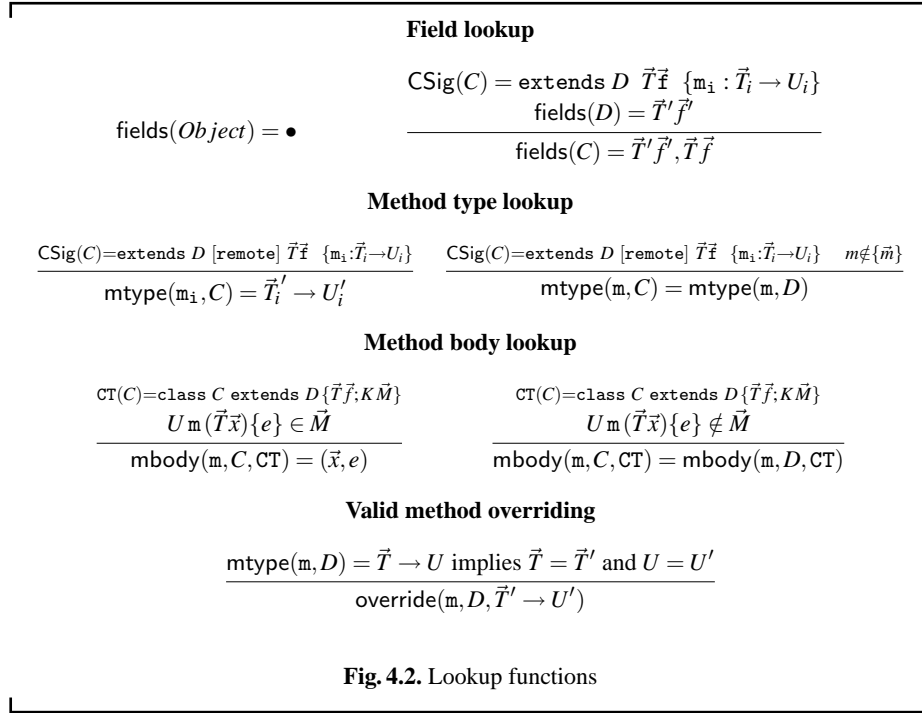 Field lookup
CSig(C) = extends D T⃗ f⃗ {mᵢ : T⃗ᵢ → Uᵢ}
fields(Object) = •
fields(D) = T⃗′ f⃗′
fields(C) = T⃗′ f⃗′, T⃗ f⃗
Method type lookup
CSig(C)=extends D [remote] T⃗ f⃗ {mᵢ:T⃗ᵢ→Uᵢ}
mtype(mᵢ, C) = T⃗ᵢ′ → Uᵢ′
CSig(C)=extends D [remote] T⃗ f⃗ {mᵢ:T⃗ᵢ→Uᵢ} m∉{m⃗}
mtype(m, C) = mtype(m, D)
Method body lookup
CT(C)=class C extends D{T⃗ f⃗; K M⃗}
U m (T⃗ x⃗){e} ∈ M⃗
mbody(m, C, CT) = (x⃗, e)
CT(C)=class C extends D{T⃗ f⃗; K M⃗}
U m (T⃗ x⃗){e} ∉ M⃗
mbody(m, C, CT) = mbody(m, D, CT)
Valid method overriding
mtype(m, D) = T⃗ → U implies T⃗ = T⃗′ and U = U′
override(m, D, T⃗′ → U′)
Fig. 4.2. Lookup functions